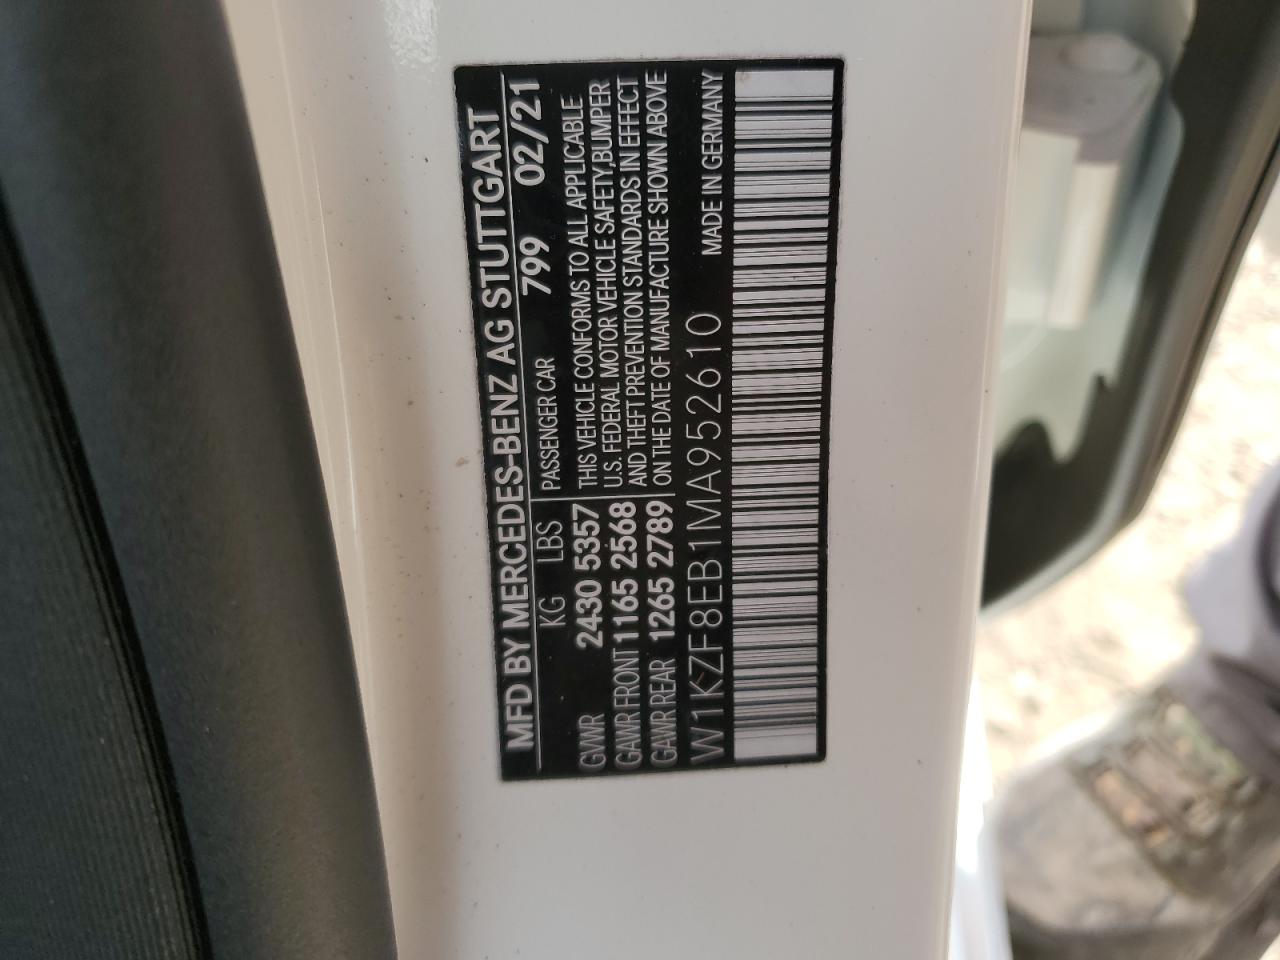 MFD BY MERCEDES-BENZ AG STUTTGART
KG LBS PASSENGER CAR 799 02/21
GVWR 2430 5357 THIS VEHICLE CONFORMS TO ALL APPLICABLE
GAWR FRONT 1165 2568 U.S. FEDERAL MOTOR VEHICLE SAFETY,BUMPER
AND THEFT PREVENTION STANDARDS IN EFFECT
GAWR REAR 1265 2789 ON THE DATE OF MANUFACTURE SHOWN ABOVE
W1KZF8EB1MA952610 MADE IN GERMANY